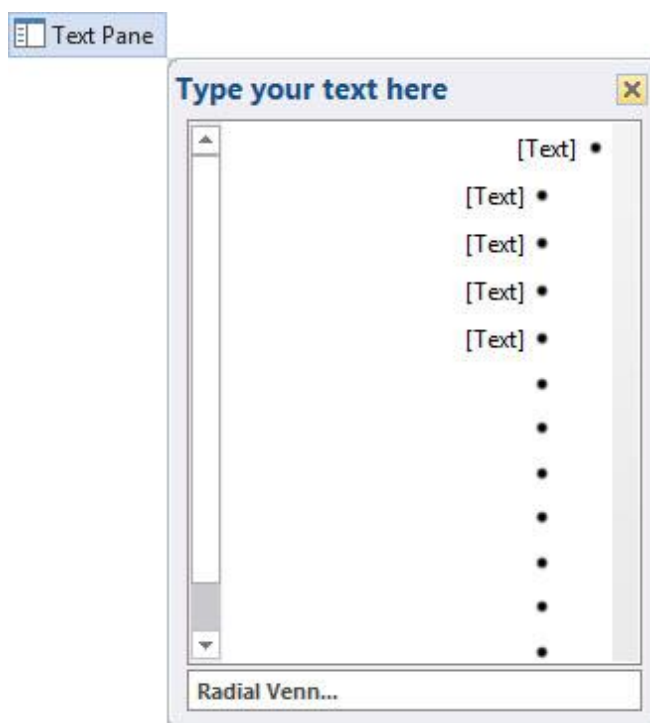 Text Pane
Type your text here
[Text] •
[Text] •
[Text] •
[Text] •
[Text] •
•
•
•
•
•
•
•
Radial Venn...